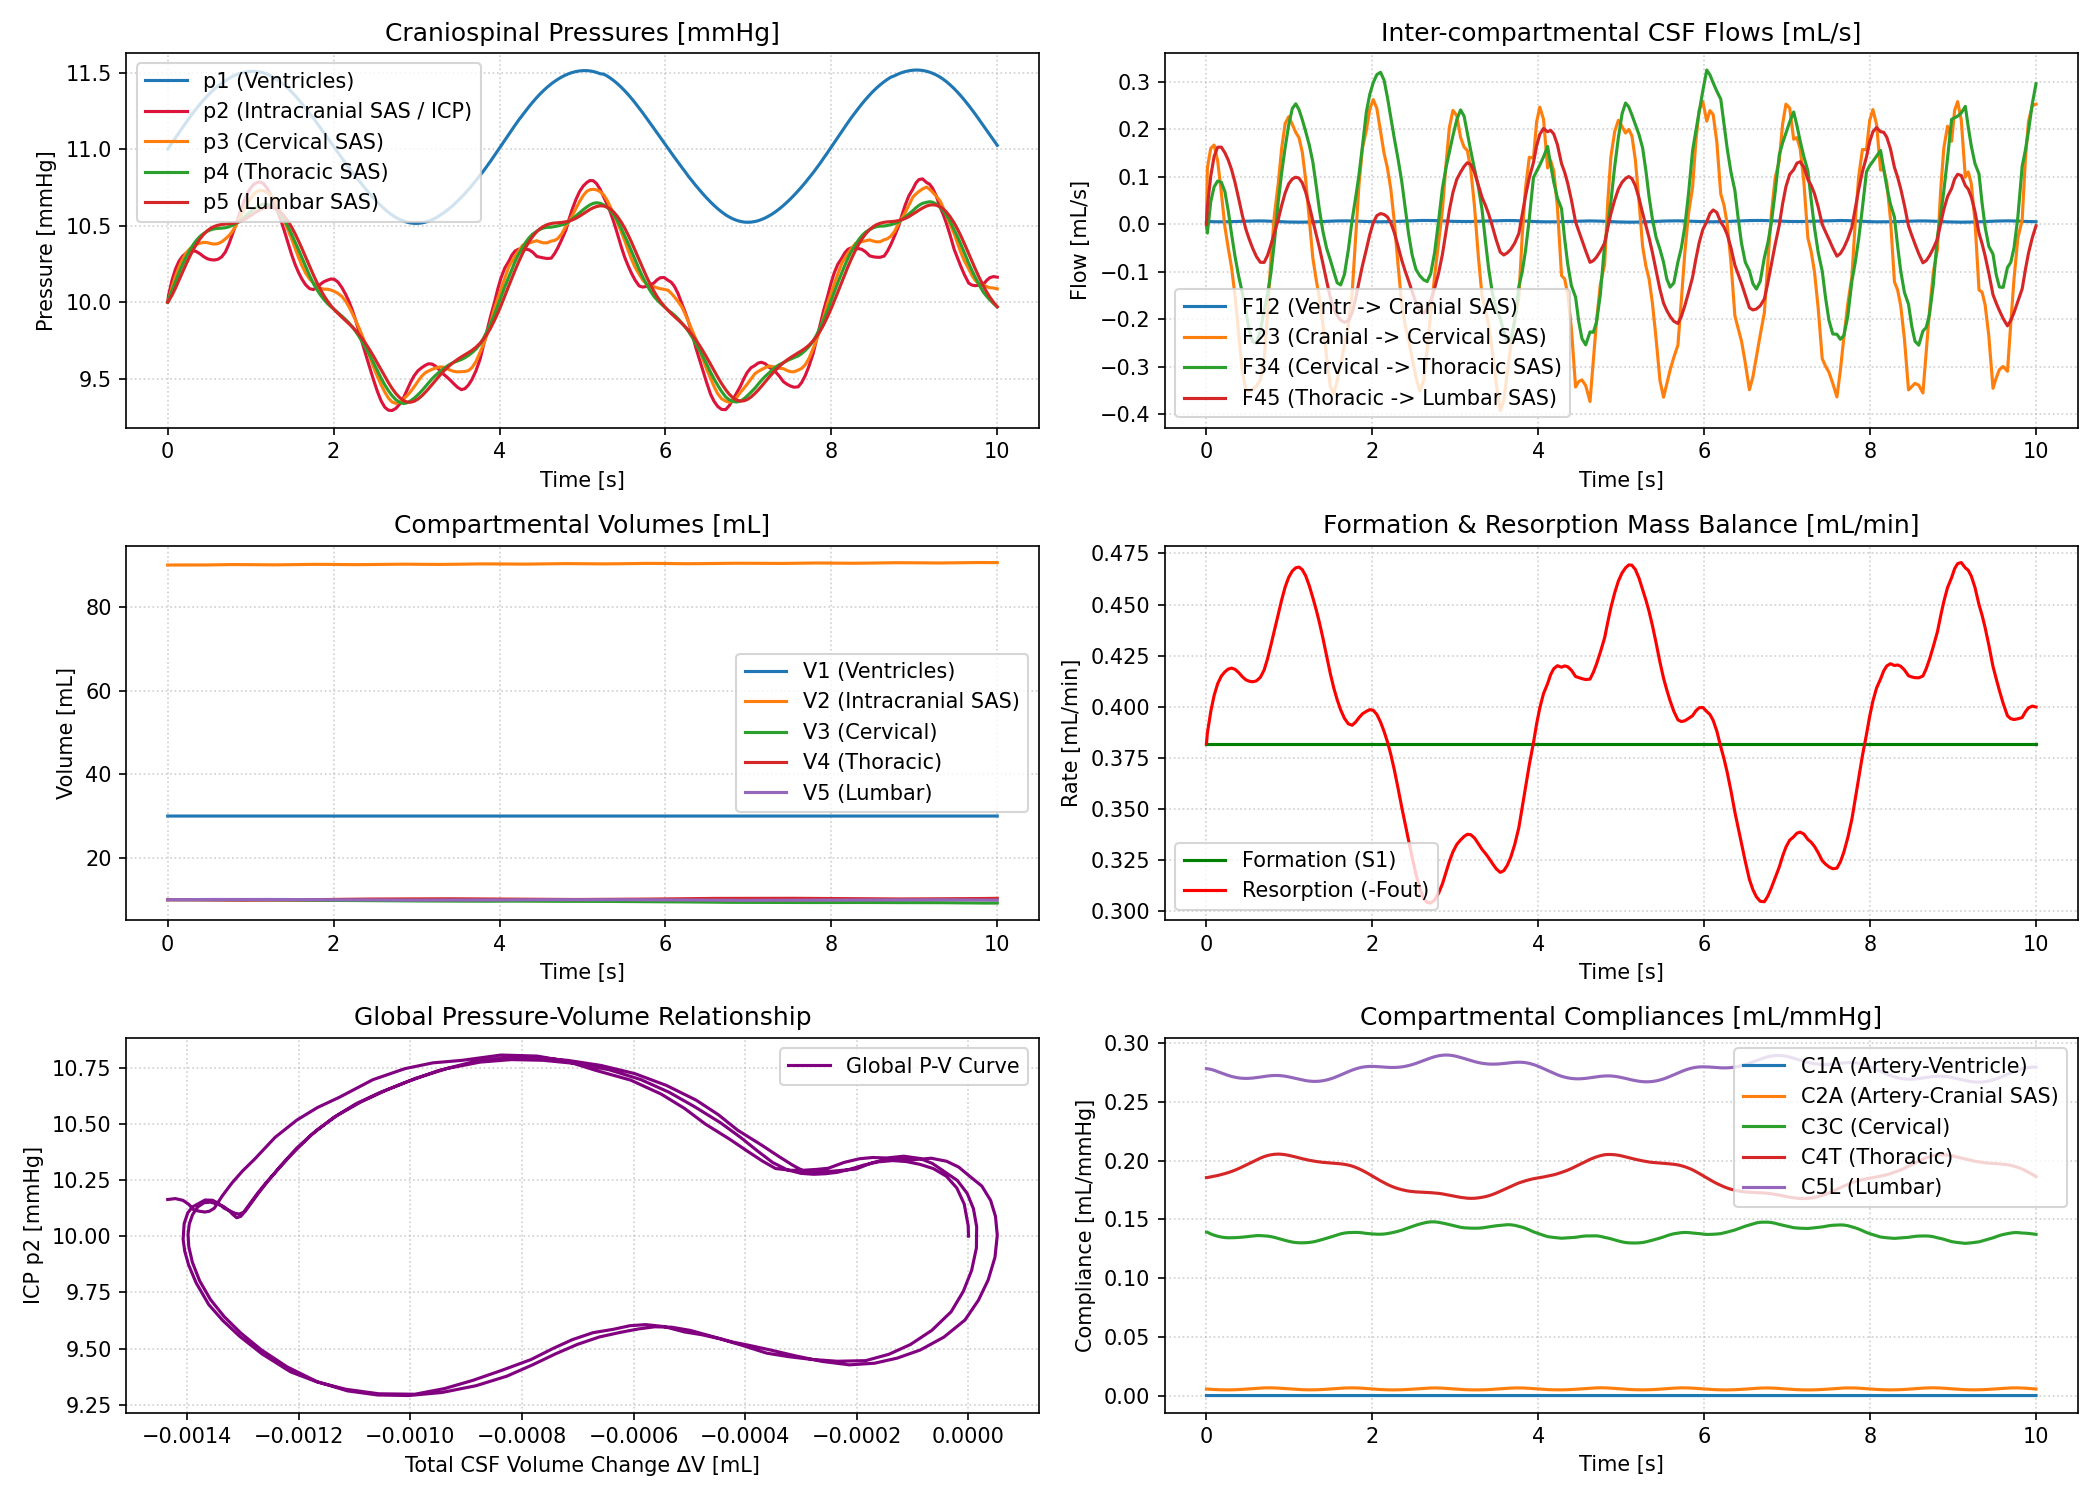 Craniospinal Pressures [mmHg]
Pressure [mmHg]
11.5
11.0
10.5
10.0
9.5
p1 (Ventricles)
p2 (Intracranial SAS / ICP)
p3 (Cervical SAS)
p4 (Thoracic SAS)
p5 (Lumbar SAS)
0 2 4 6 8 10
Time [s]
Inter-compartmental CSF Flows [mL/s]
Flow [mL/s]
0.3
0.2
0.1
0.0
−0.1
−0.2
−0.3
−0.4
F12 (Ventr -> Cranial SAS)
F23 (Cranial -> Cervical SAS)
F34 (Cervical -> Thoracic SAS)
F45 (Thoracic -> Lumbar SAS)
0 2 4 6 8 10
Time [s]
Compartmental Volumes [mL]
Volume [mL]
80
60
40
20
V1 (Ventricles)
V2 (Intracranial SAS)
V3 (Cervical)
V4 (Thoracic)
V5 (Lumbar)
0 2 4 6 8 10
Time [s]
Formation & Resorption Mass Balance [mL/min]
Rate [mL/min]
0.475
0.450
0.425
0.400
0.375
0.350
0.325
0.300
Formation (S1)
Resorption (-Fout)
0 2 4 6 8 10
Time [s]
Global Pressure-Volume Relationship
ICP p2 [mmHg]
10.75
10.50
10.25
10.00
9.75
9.50
9.25
Global P-V Curve
−0.0014 −0.0012 −0.0010 −0.0008 −0.0006 −0.0004 −0.0002 0.0000
Total CSF Volume Change ΔV [mL]
Compartmental Compliances [mL/mmHg]
Compliance [mL/mmHg]
0.30
0.25
0.20
0.15
0.10
0.05
0.00
C1A (Artery-Ventricle)
C2A (Artery-Cranial SAS)
C3C (Cervical)
C4T (Thoracic)
C5L (Lumbar)
0 2 4 6 8 10
Time [s]